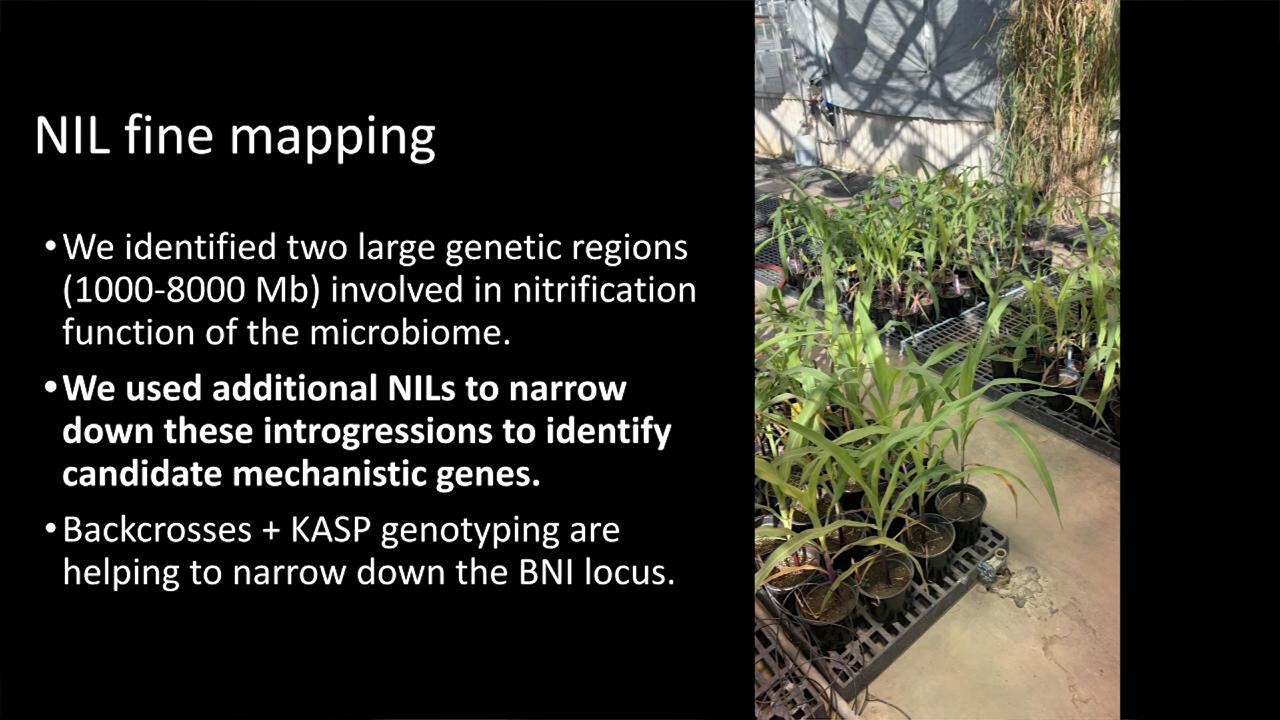 NIL fine mapping
•We identified two large genetic regions
(1000-8000 Mb) involved in nitrification
function of the microbiome.
•We used additional NILs to narrow
down these introgressions to identify
candidate mechanistic genes.
•Backcrosses + KASP genotyping are
helping to narrow down the BNI locus.